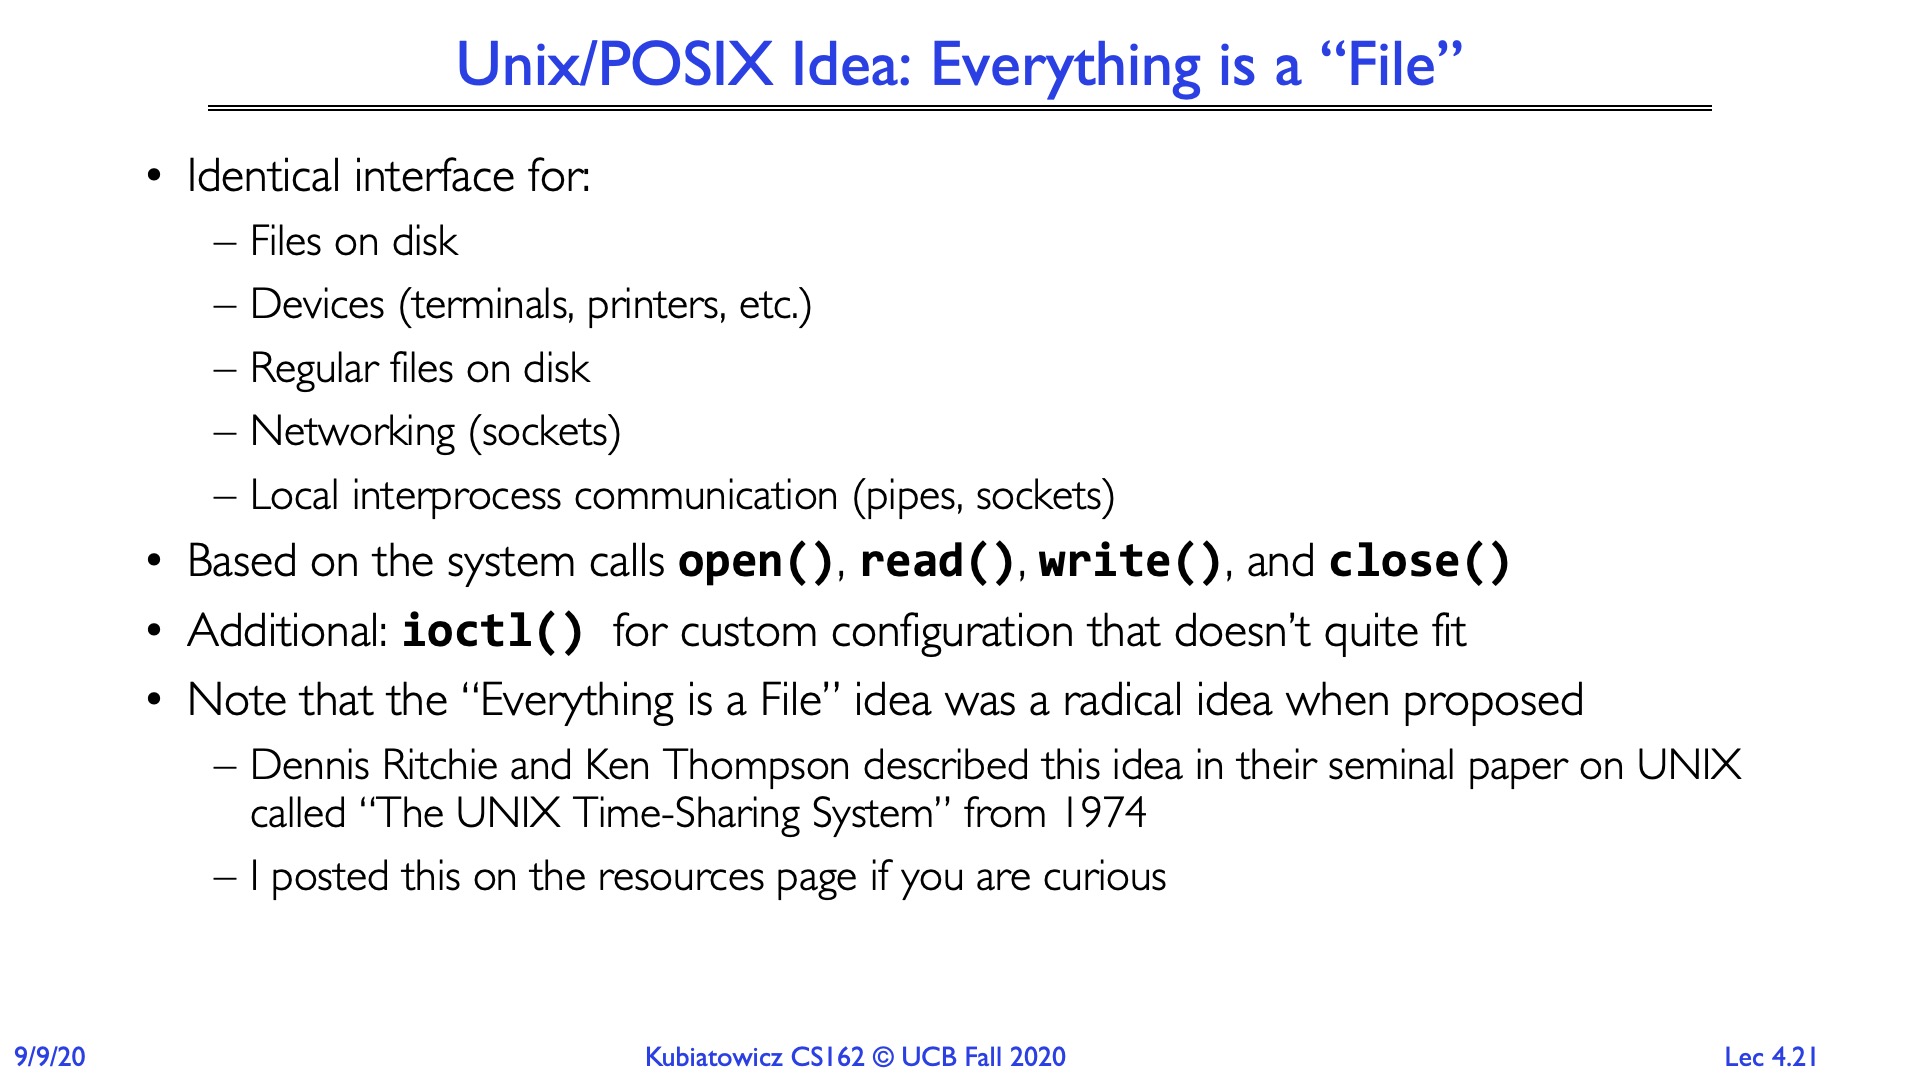 Unix/POSIX Idea: Everything is a “File”
• Identical interface for:
– Files on disk
– Devices (terminals, printers, etc.)
– Regular files on disk
– Networking (sockets)
– Local interprocess communication (pipes, sockets)
• Based on the system calls open(), read(), write(), and close()
• Additional: ioctl() for custom configuration that doesn’t quite fit
• Note that the “Everything is a File” idea was a radical idea when proposed
– Dennis Ritchie and Ken Thompson described this idea in their seminal paper on UNIX
called “The UNIX Time-Sharing System” from 1974
– I posted this on the resources page if you are curious
9/9/20
Kubiatowicz CS162 © UCB Fall 2020
Lec 4.21